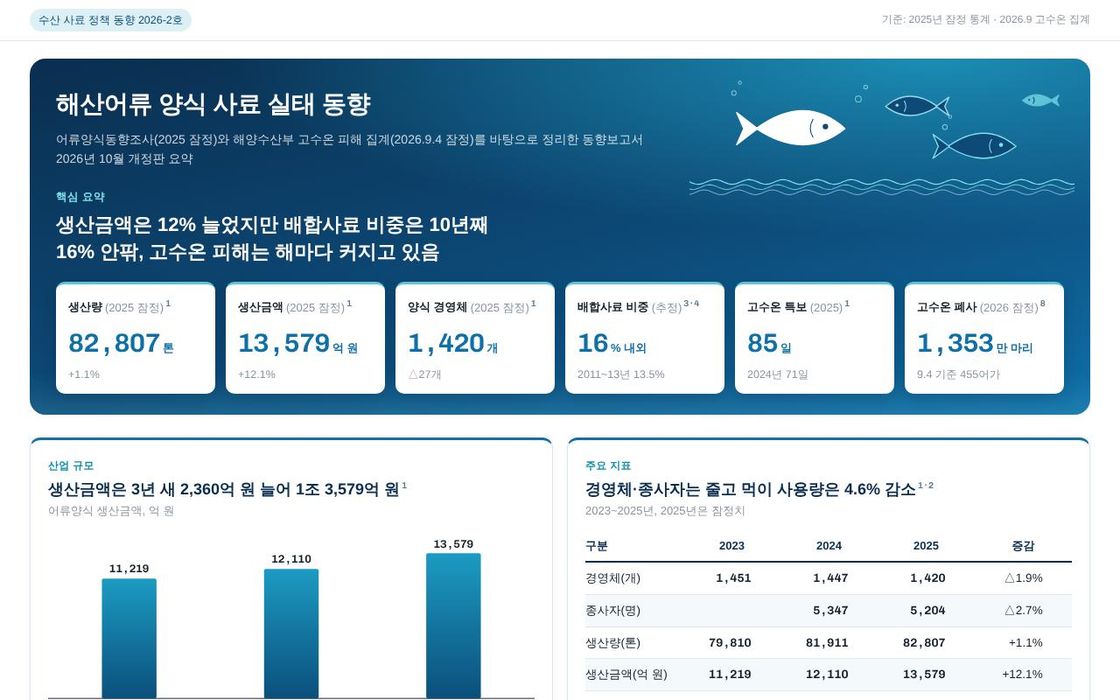 수산 사료 정책 동향 2026-2호
기준: 2025년 잠정 통계 · 2026.9 고수온 집계
해산어류 양식 사료 실태 동향
어류양식동향조사(2025 잠정)와 해양수산부 고수온 피해 집계(2026.9.4 잠정)를 바탕으로 정리한 동향보고서
2026년 10월 개정판 요약
핵심 요약
생산금액은 12% 늘었지만 배합사료 비중은 10년째
16% 안팎, 고수온 피해는 해마다 커지고 있음
생산량 (2025 잠정)1
82,807톤
+1.1%
생산금액 (2025 잠정)1
13,579억 원
+12.1%
양식 경영체 (2025 잠정)1
1,420개
△27개
배합사료 비중 (추정)3·4
16% 내외
2011~13년 13.5%
고수온 특보 (2025)1
85일
2024년 71일
고수온 폐사 (2026 잠정)8
1,353만 마리
9.4 기준 455어가
산업 규모
생산금액은 3년 새 2,360억 원 늘어 1조 3,579억 원1
어류양식 생산금액, 억 원
11,219
12,110
13,579
주요 지표
경영체·종사자는 줄고 먹이 사용량은 4.6% 감소1·2
2023~2025년, 2025년은 잠정치
구분 2023 2024 2025 증감
경영체(개) 1,451 1,447 1,420 △1.9%
종사자(명) 5,347 5,204 △2.7%
생산량(톤) 79,810 81,911 82,807 +1.1%
생산금액(억 원) 11,219 12,110 13,579 +12.1%